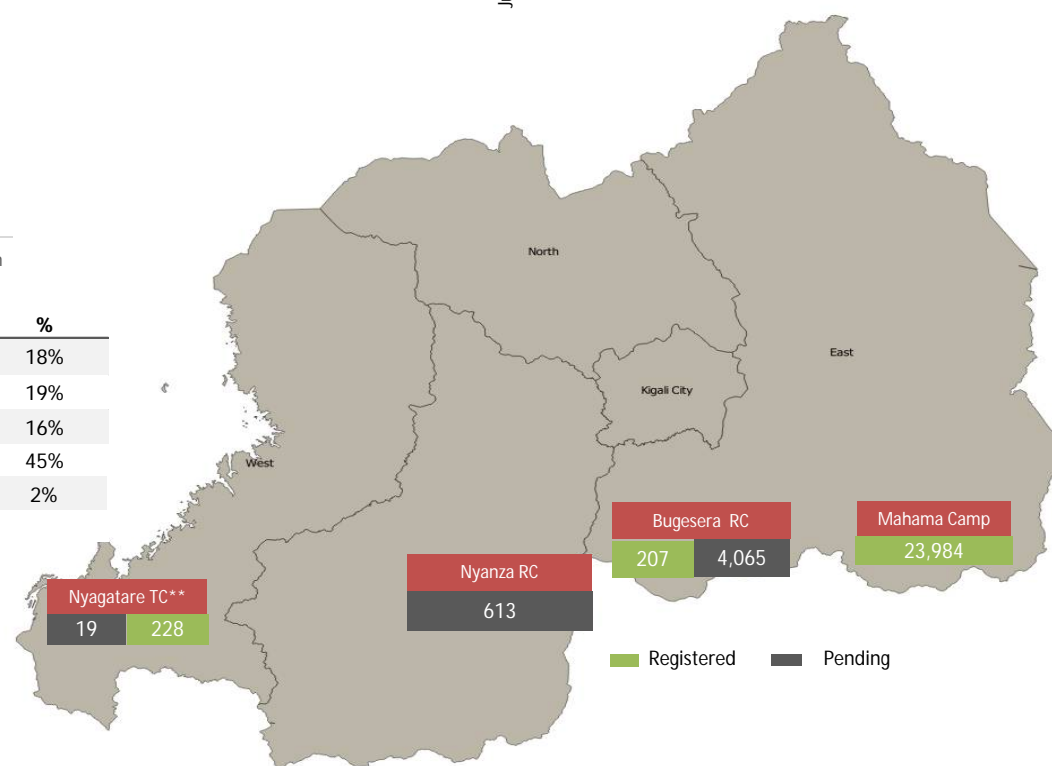 %
18%
19%
16%
45%
2%
North
East
Kigali City
West
Bugesera RC
207 4,065
Mahama Camp
23,984
Nyanza RC
613
Nyagatare TC**
19 228
Registered Pending